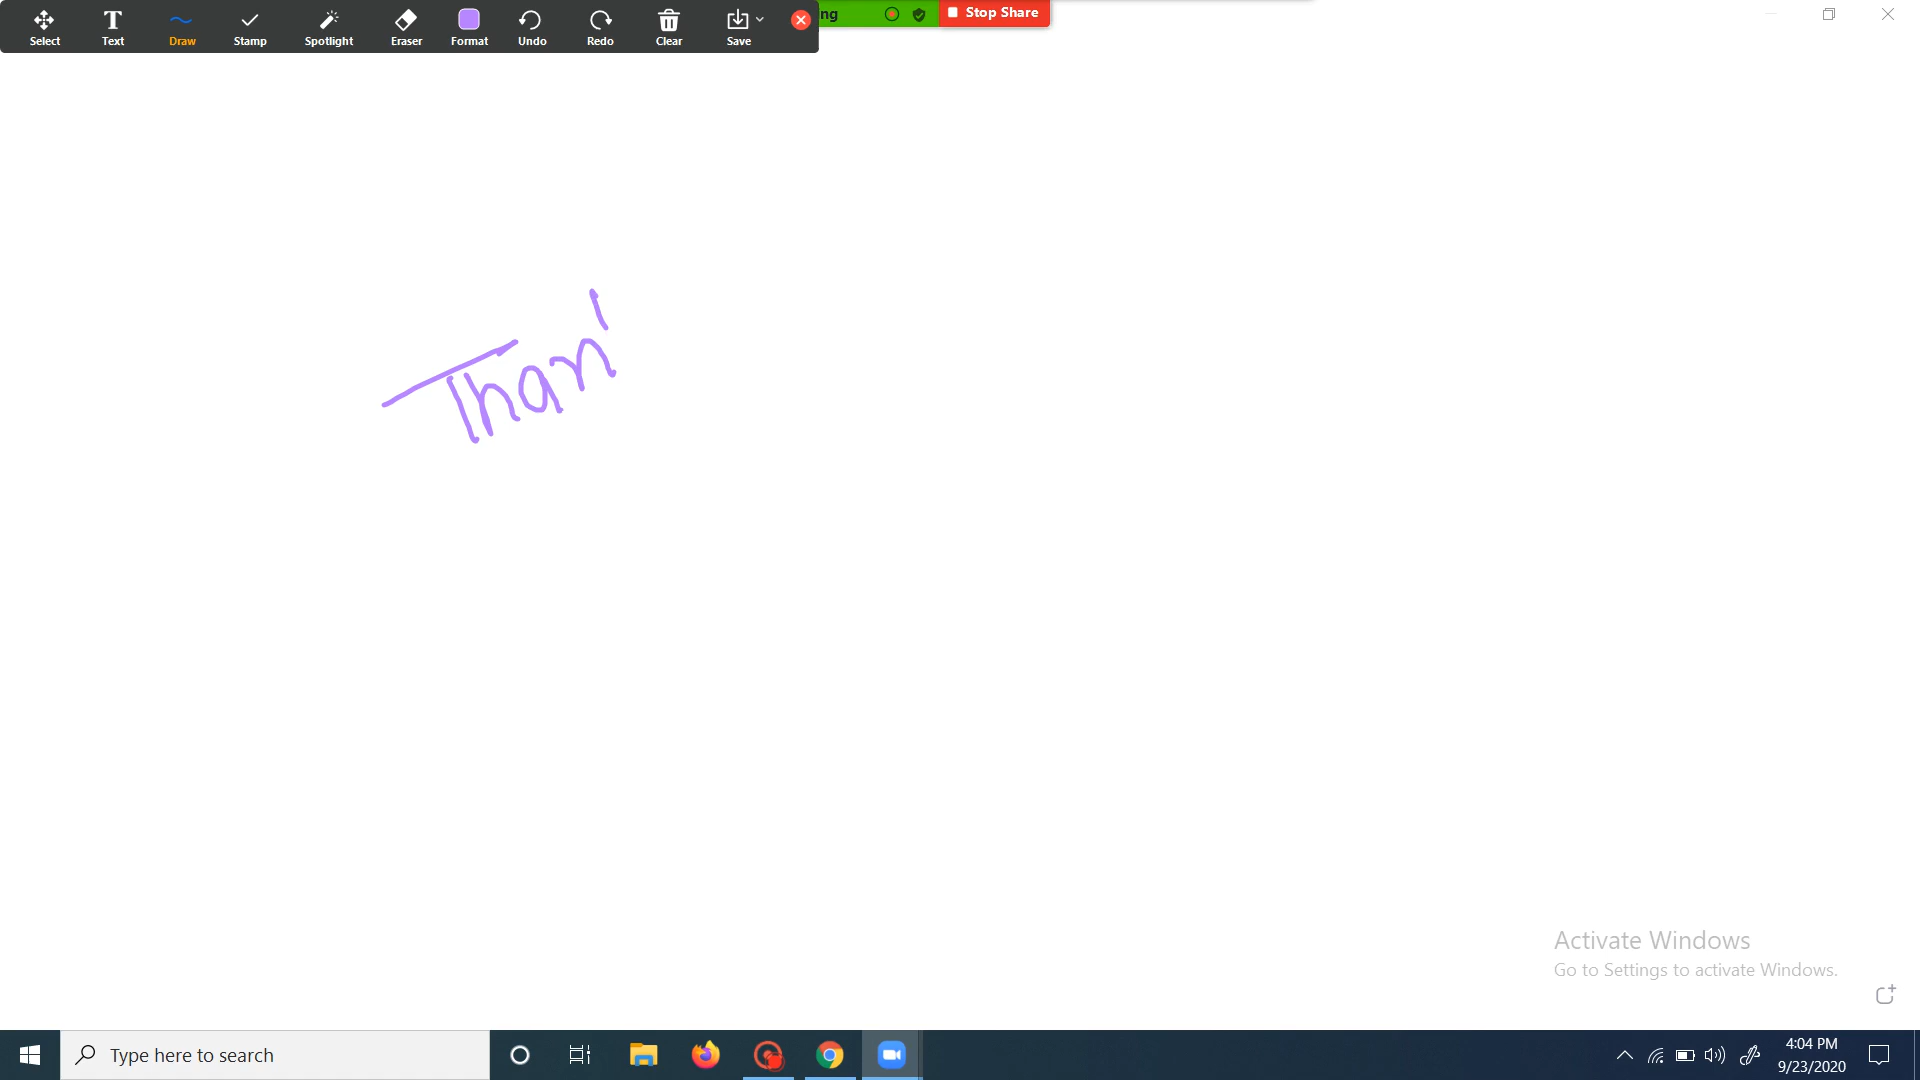 Select Text Draw Stamp Spotlight Eraser Format Undo Redo Clear Save
ng Stop Share
Than'
Activate Windows
Go to Settings to activate Windows.
Type here to search
4:04 PM
9/23/2020